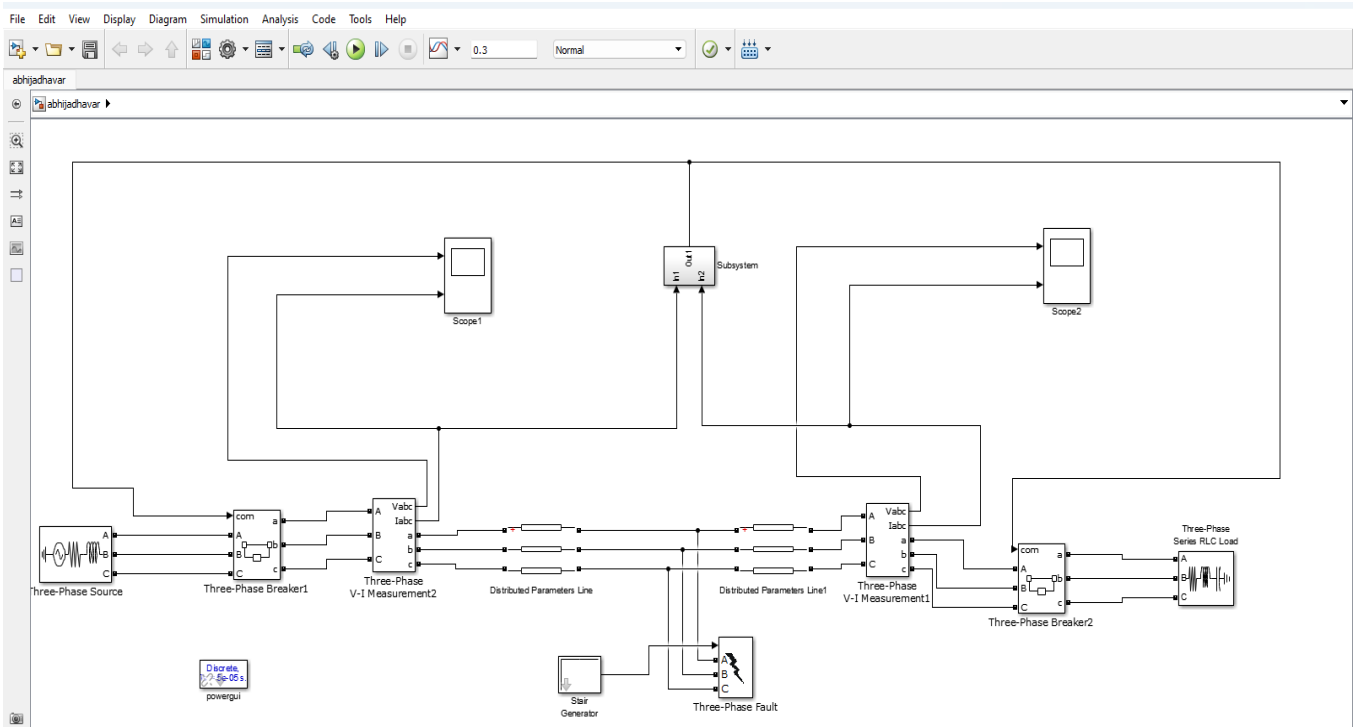 File Edit View Display Diagram Simulation Analysis Code Tools Help
0.3
Normal
abhijadhavar
abhijadhavar
Scope1
In1
Out1
In2
Subsystem
Scope2
A
B
C
Three-Phase Source
com
A
B
C
a
b
c
Three-Phase Breaker1
A
B
C
Vabc
Iabc
a
b
c
Three-Phase
V-I Measurement2
Distributed Parameters Line
Distributed Parameters Line1
A
B
C
Vabc
Iabc
a
b
c
Three-Phase
V-I Measurement1
com
A
B
C
a
b
c
Three-Phase Breaker2
Three-Phase
Series RLC Load
A
B
C
Discrete,
5e-05 s.
powergui
Stair
Generator
A
B
C
Three-Phase Fault